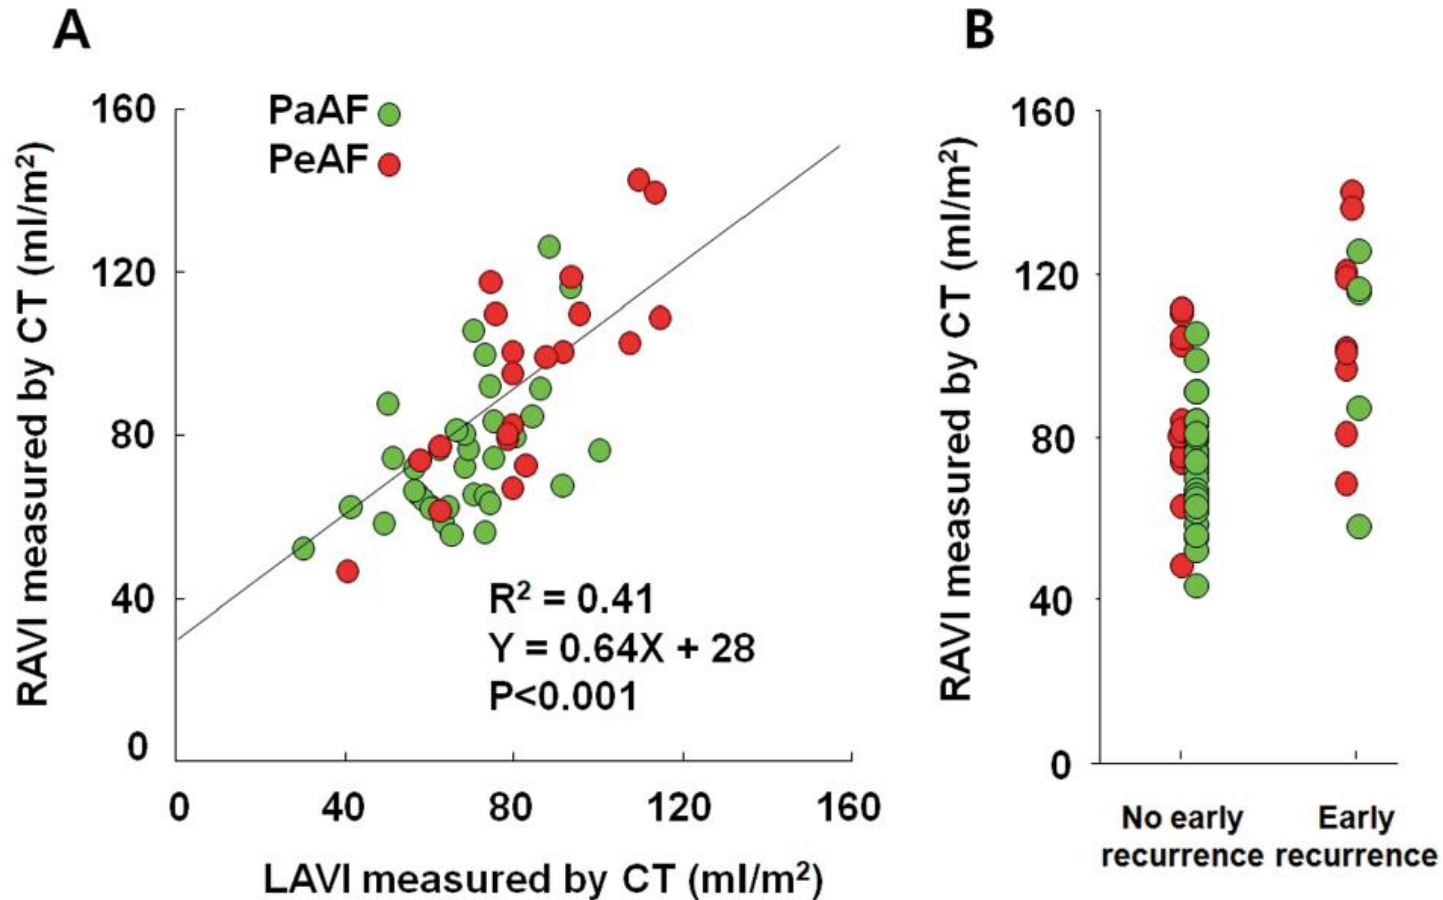 A
PaAF
PeAF
160
120
80
40
0
RAVI measured by CT (ml/m²)
R² = 0.41
Y = 0.64X + 28
P<0.001
0 40 80 120 160
LAVI measured by CT (ml/m²)
B
160
120
80
40
0
RAVI measured by CT (ml/m²)
No early recurrence
Early recurrence